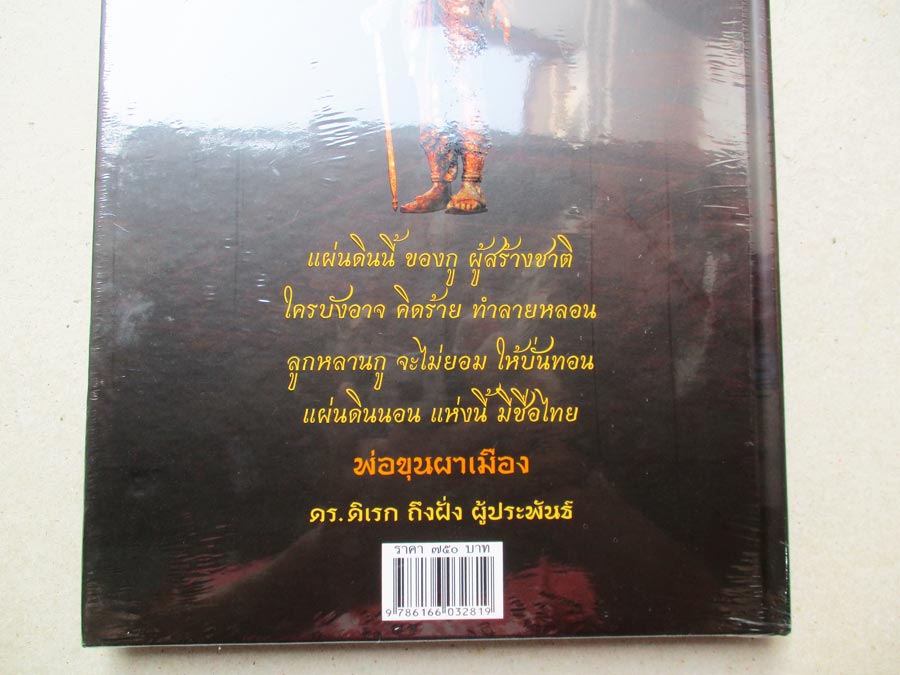 แผ่นดินนี้ ของกู ผู้สร้างชาติ
ใครบังอาจ คิดร้าย ทำลายหลอน
ลูกหลานกู จะไม่ยอม ให้บั่นทอน
แผ่นดินนอน แห่งนี้ มีชื่อไทย
พ่อขุนผาเมือง
ดร.ดิเรก ถึงฝั่ง ผู้ประพันธ์
ราคา ๗๕๐ บาท
9 786166 032819